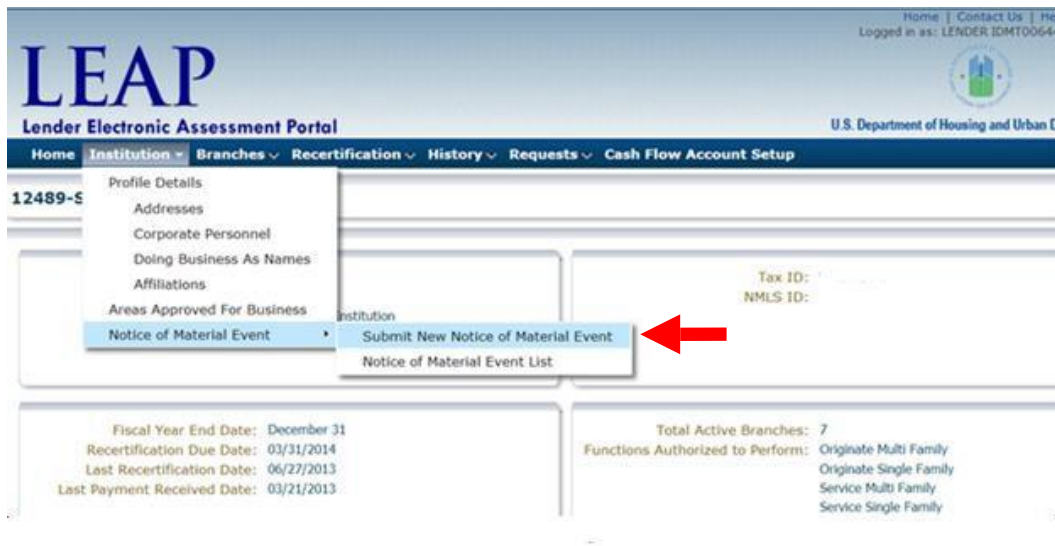 Home | Contact Us | He
Logged in as: LENDER IDMT0064
LEAP
Lender Electronic Assessment Portal
U.S. Department of Housing and Urban D
Home Institution Branches Recertification History Requests Cash Flow Account Setup
12489-S
Profile Details
Addresses
Corporate Personnel
Doing Business As Names
Affiliations
Areas Approved For Business
Notice of Material Event
nstitution
Submit New Notice of Material Event
Notice of Material Event List
Tax ID:
NMLS ID:
Fiscal Year End Date: December 31
Recertification Due Date: 03/31/2014
Last Recertification Date: 06/27/2013
Last Payment Received Date: 03/21/2013
Total Active Branches: 7
Functions Authorized to Perform: Originate Multi Family
Originate Single Family
Service Multi Family
Service Single Family